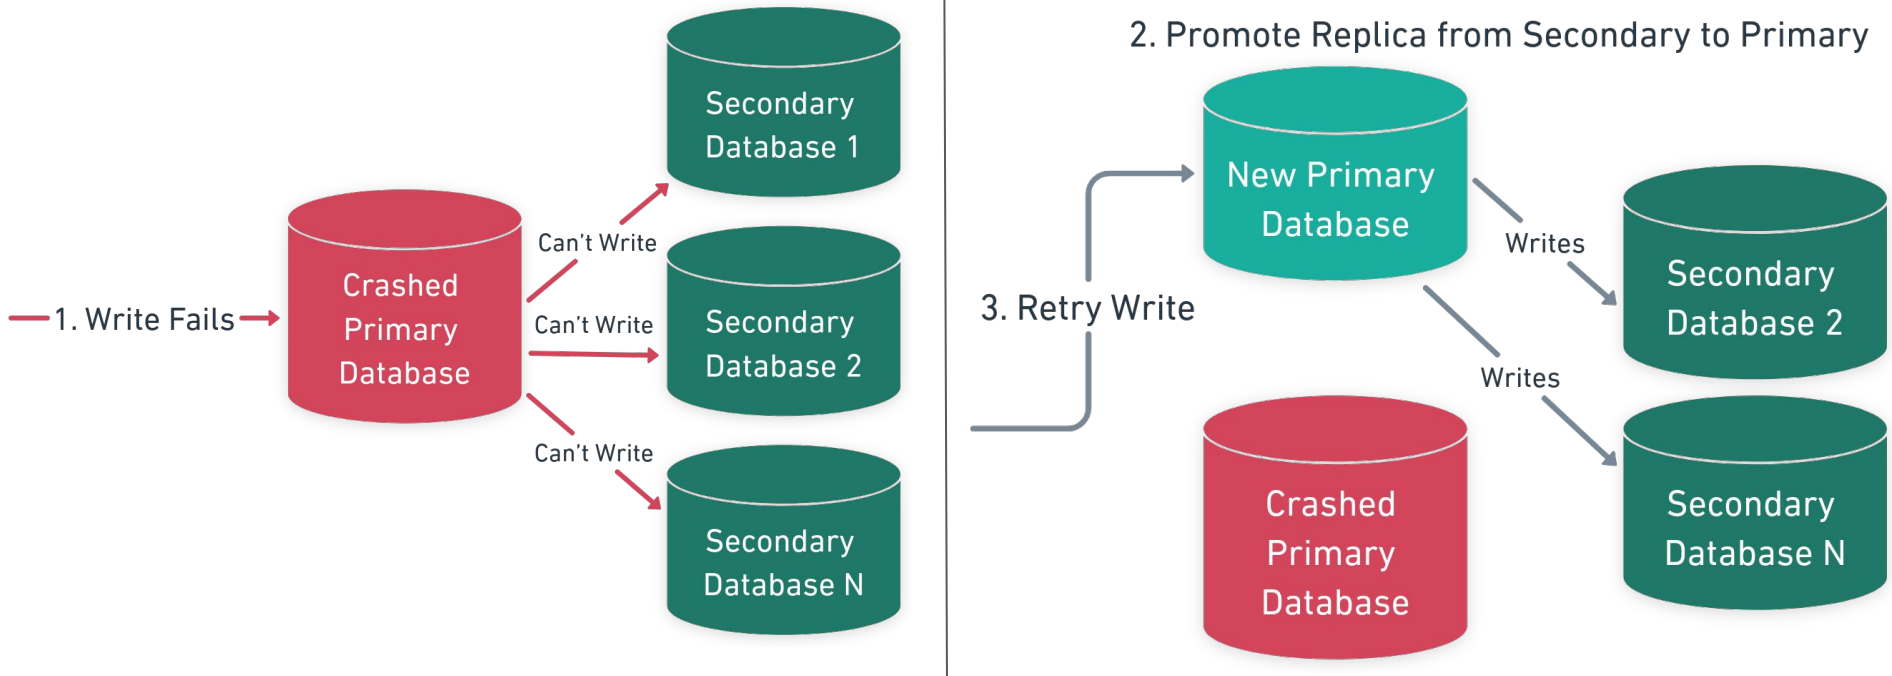 1. Write Fails
Crashed
Primary
Database
Can't Write
Can't Write
Can't Write
Secondary
Database 1
Secondary
Database 2
Secondary
Database N
2. Promote Replica from Secondary to Primary
3. Retry Write
New Primary
Database
Writes
Writes
Secondary
Database 2
Secondary
Database N
Crashed
Primary
Database